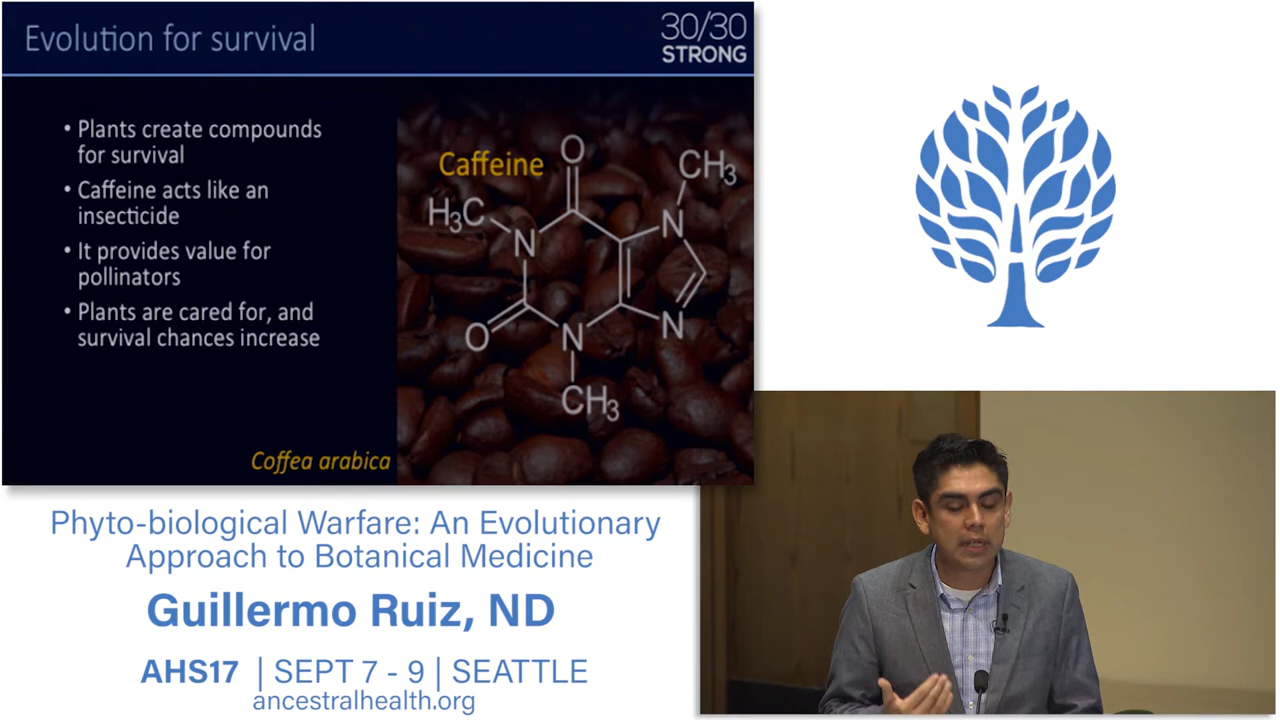 Evolution for survival
30/30
STRONG
• Plants create compounds
for survival
• Caffeine acts like an
insecticide
• It provides value for
pollinators
• Plants are cared for, and
survival chances increase
Coffea arabica
Caffeine
O
CH₃
H₃C
N
N
O
N
N
CH₃
Phyto-biological Warfare: An Evolutionary
Approach to Botanical Medicine
Guillermo Ruiz, ND
AHS17 | SEPT 7 - 9 | SEATTLE
ancestralhealth.org